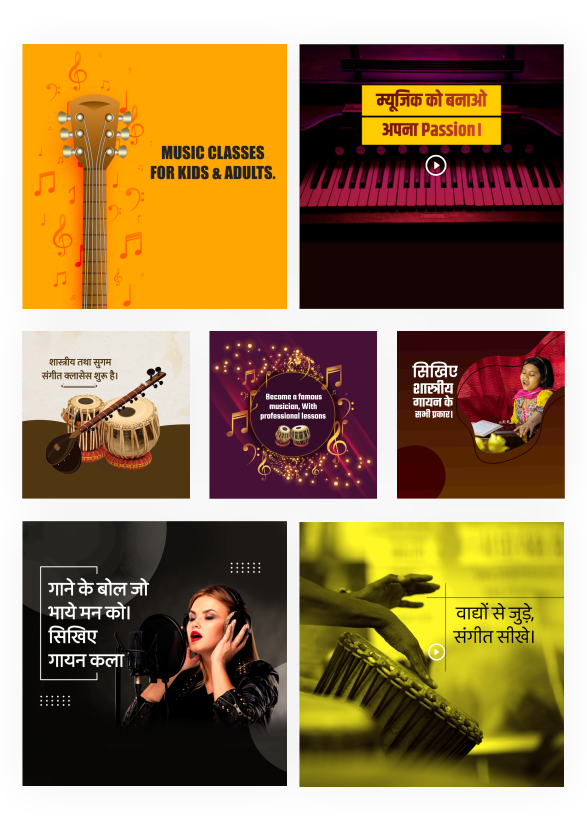 MUSIC CLASSES
FOR KIDS & ADULTS.
म्यूजिक को बनाओ
अपना Passion।
शास्त्रीय तथा सुगम
संगीत क्लासेस शुरू है।
Become a famous
musician, With
professional lessons
सिखिए
शास्त्रीय
गायन के
सभी प्रकार।
गाने के बोल जो
भाये मन को।
सिखिए
गायन कला
वाद्यों से जुड़े,
संगीत सीखे।